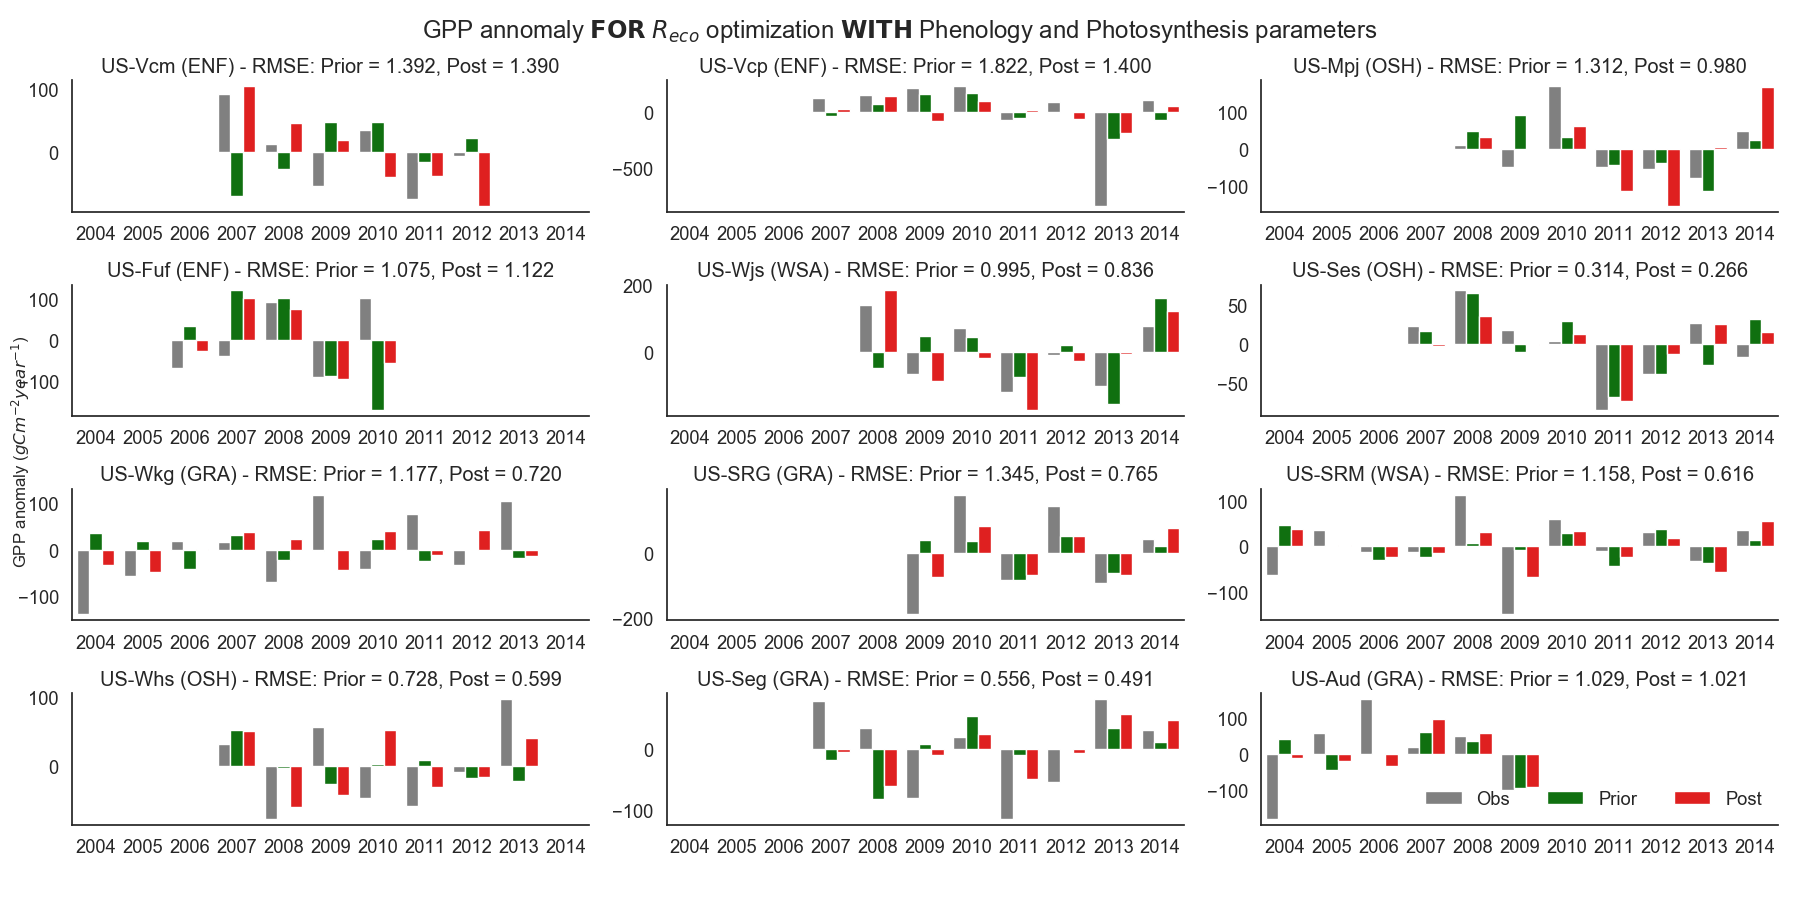 GPP annomaly FOR R_eco optimization WITH Phenology and Photosynthesis parameters
US-Vcm (ENF) - RMSE: Prior = 1.392, Post = 1.390
100
0
2004 2005 2006 2007 2008 2009 2010 2011 2012 2013 2014
US-Vcp (ENF) - RMSE: Prior = 1.822, Post = 1.400
0
−500
2004 2005 2006 2007 2008 2009 2010 2011 2012 2013 2014
US-Mpj (OSH) - RMSE: Prior = 1.312, Post = 0.980
100
0
−100
2004 2005 2006 2007 2008 2009 2010 2011 2012 2013 2014
GPP anomaly (gCm⁻²year⁻¹)
US-Fuf (ENF) - RMSE: Prior = 1.075, Post = 1.122
100
0
−100
2004 2005 2006 2007 2008 2009 2010 2011 2012 2013 2014
US-Wjs (WSA) - RMSE: Prior = 0.995, Post = 0.836
200
0
2004 2005 2006 2007 2008 2009 2010 2011 2012 2013 2014
US-Ses (OSH) - RMSE: Prior = 0.314, Post = 0.266
50
0
−50
2004 2005 2006 2007 2008 2009 2010 2011 2012 2013 2014
US-Wkg (GRA) - RMSE: Prior = 1.177, Post = 0.720
100
0
−100
2004 2005 2006 2007 2008 2009 2010 2011 2012 2013 2014
US-SRG (GRA) - RMSE: Prior = 1.345, Post = 0.765
0
−200
2004 2005 2006 2007 2008 2009 2010 2011 2012 2013 2014
US-SRM (WSA) - RMSE: Prior = 1.158, Post = 0.616
100
0
−100
2004 2005 2006 2007 2008 2009 2010 2011 2012 2013 2014
US-Whs (OSH) - RMSE: Prior = 0.728, Post = 0.599
100
0
2004 2005 2006 2007 2008 2009 2010 2011 2012 2013 2014
US-Seg (GRA) - RMSE: Prior = 0.556, Post = 0.491
0
−100
2004 2005 2006 2007 2008 2009 2010 2011 2012 2013 2014
US-Aud (GRA) - RMSE: Prior = 1.029, Post = 1.021
100
0
−100
Obs Prior Post
2004 2005 2006 2007 2008 2009 2010 2011 2012 2013 2014